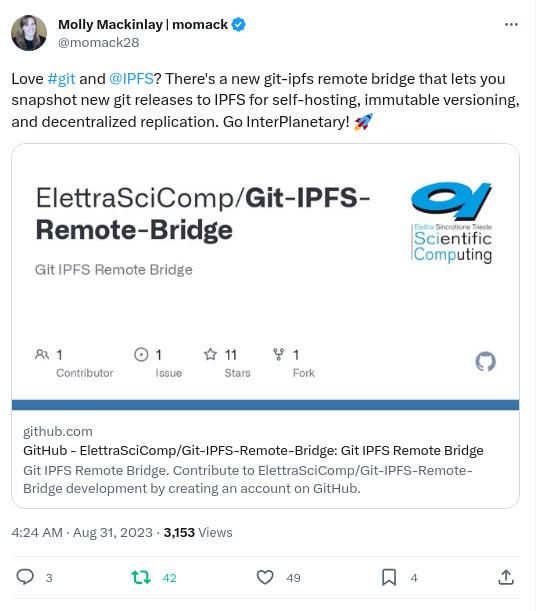 Molly Mackinlay | momack
@momack28
Love #git and @IPFS? There's a new git-ipfs remote bridge that lets you
snapshot new git releases to IPFS for self-hosting, immutable versioning,
and decentralized replication. Go InterPlanetary! 🚀
ElettraSciComp/Git-IPFS-
Remote-Bridge
Git IPFS Remote Bridge
Elettra Sincrotrone Trieste
Scientific
Computing
1
Contributor
1
Issue
11
Stars
1
Fork
github.com
GitHub - ElettraSciComp/Git-IPFS-Remote-Bridge: Git IPFS Remote Bridge
Git IPFS Remote Bridge. Contribute to ElettraSciComp/Git-IPFS-Remote-
Bridge development by creating an account on GitHub.
4:24 AM · Aug 31, 2023 · 3,153 Views
3 42 49 4